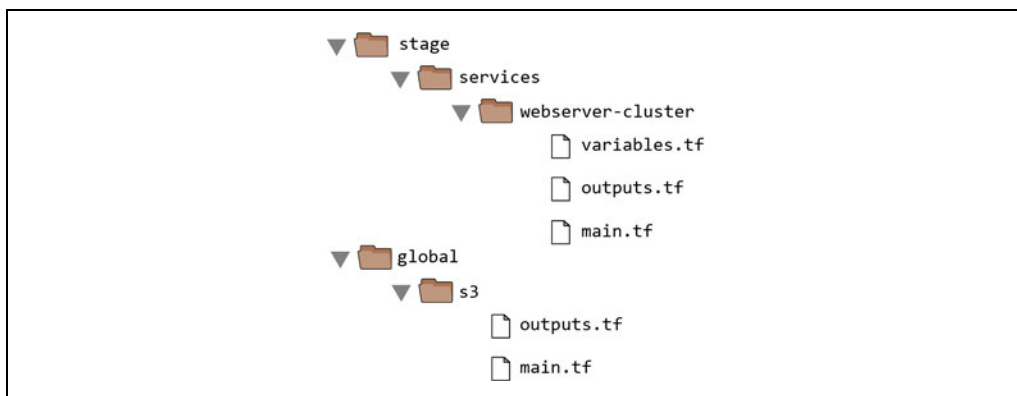 stage
services
webserver-cluster
variables.tf
outputs.tf
main.tf
global
s3
outputs.tf
main.tf